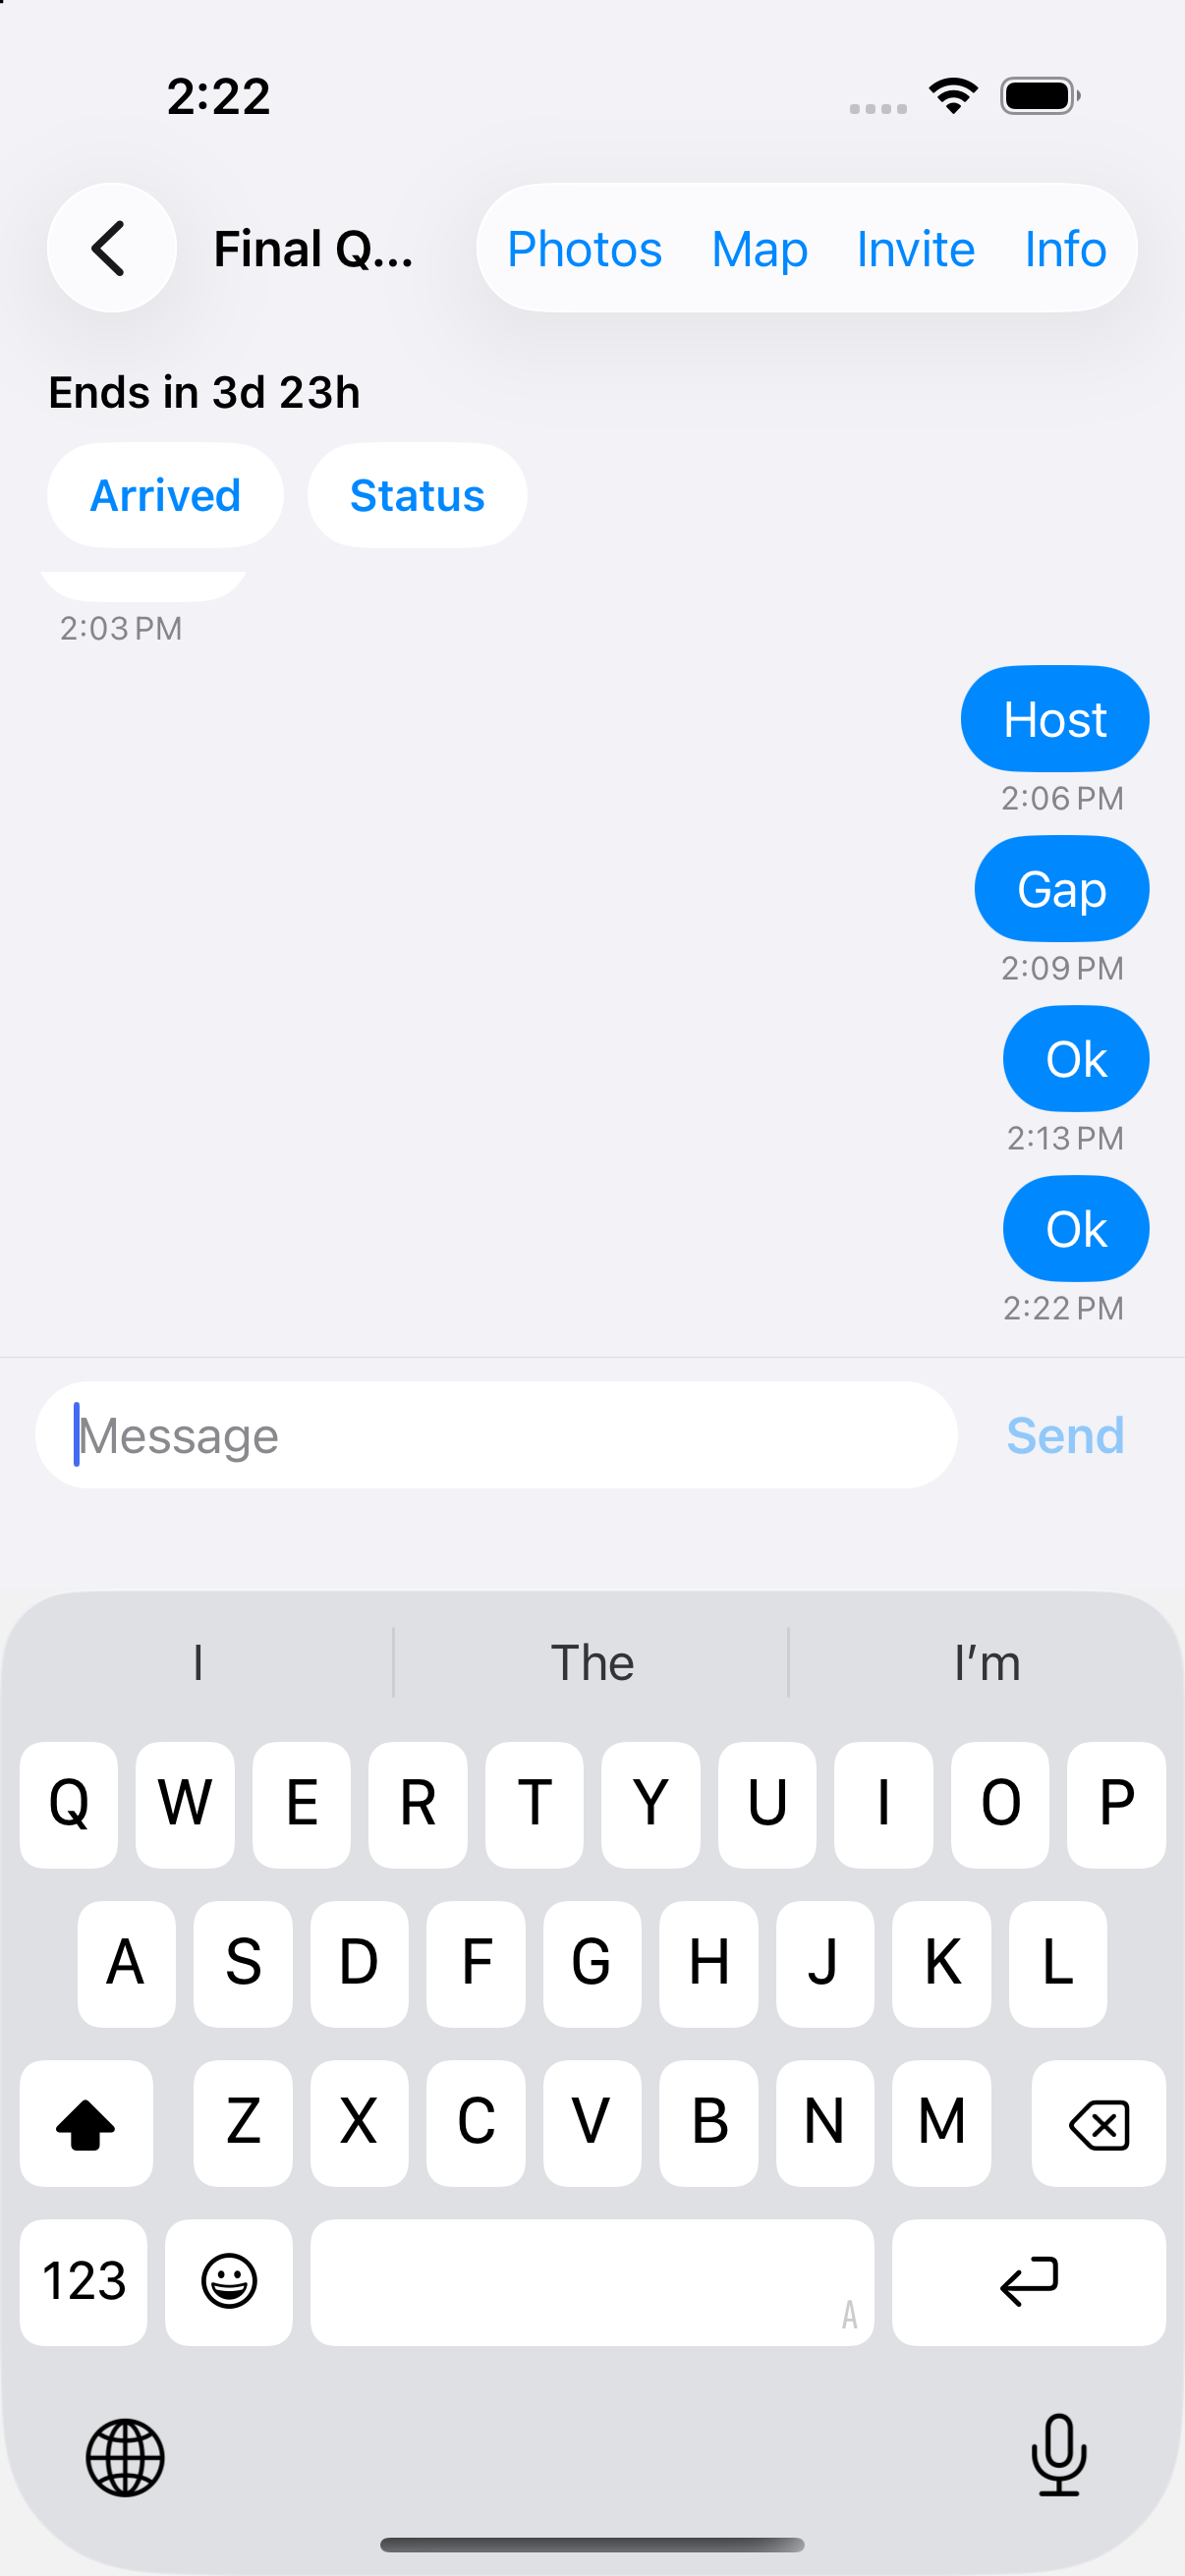 2:22
Final Q... Photos Map Invite Info
Ends in 3d 23h
Arrived Status
2:03 PM
Host
2:06 PM
Gap
2:09 PM
Ok
2:13 PM
Ok
2:22 PM
Message Send
I The I’m
Q W E R T Y U I O P
A S D F G H J K L
Z X C V B N M
123 A